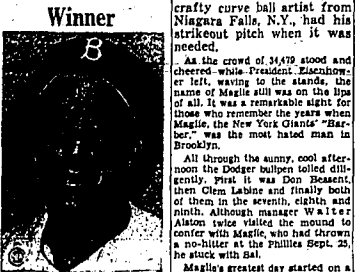 Winner
B
crafty curve ball artist from
Niagara Falls, N.Y., had his
strikeout pitch when it was
needed.
As the crowd of 34,479 stood and
cheered while President Eisenhow-
er left, waving to the stands, the
name of Maglie still was on the lips
of all. It was a remarkable sight for
those who remember the years when
Maglie, the New York Giants' "Bar-
ber," was the most hated man in
Brooklyn.
All through the sunny, cool after-
noon the Dodger bullpen toiled dili-
gently. First it was Don Bessent,
then Clem Labine and finally both
of them in the seventh, eighth and
ninth. Although manager Walter
Alston twice visited the mound to
confer with Maglie, who had thrown
a no-hitter at the Phillies Sept. 25,
he stuck with Sal.
Maglie's greatest day started on a